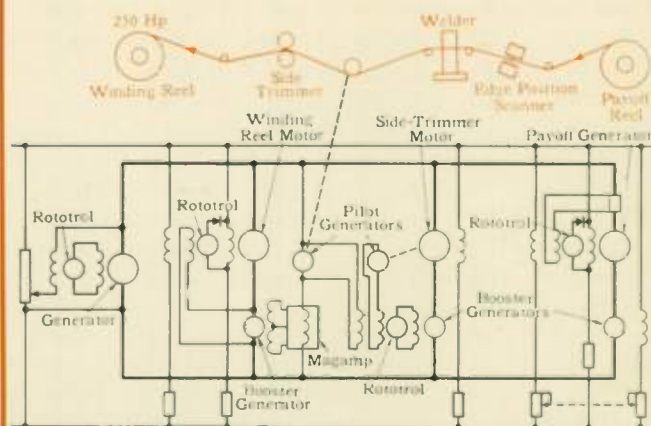 250 Hp
Winding Reel
Side
Trimmer
Welder
Edge Position
Scanner
Payoff
Reel
Winding
Reel Motor
Side-Trimmer
Motor
Payoff Generator
Rototrol
Rototrol
Pilot
Generators
Rototrol
Generator
Booster
Generators
Magamp
Booster
Generator
Rototrol